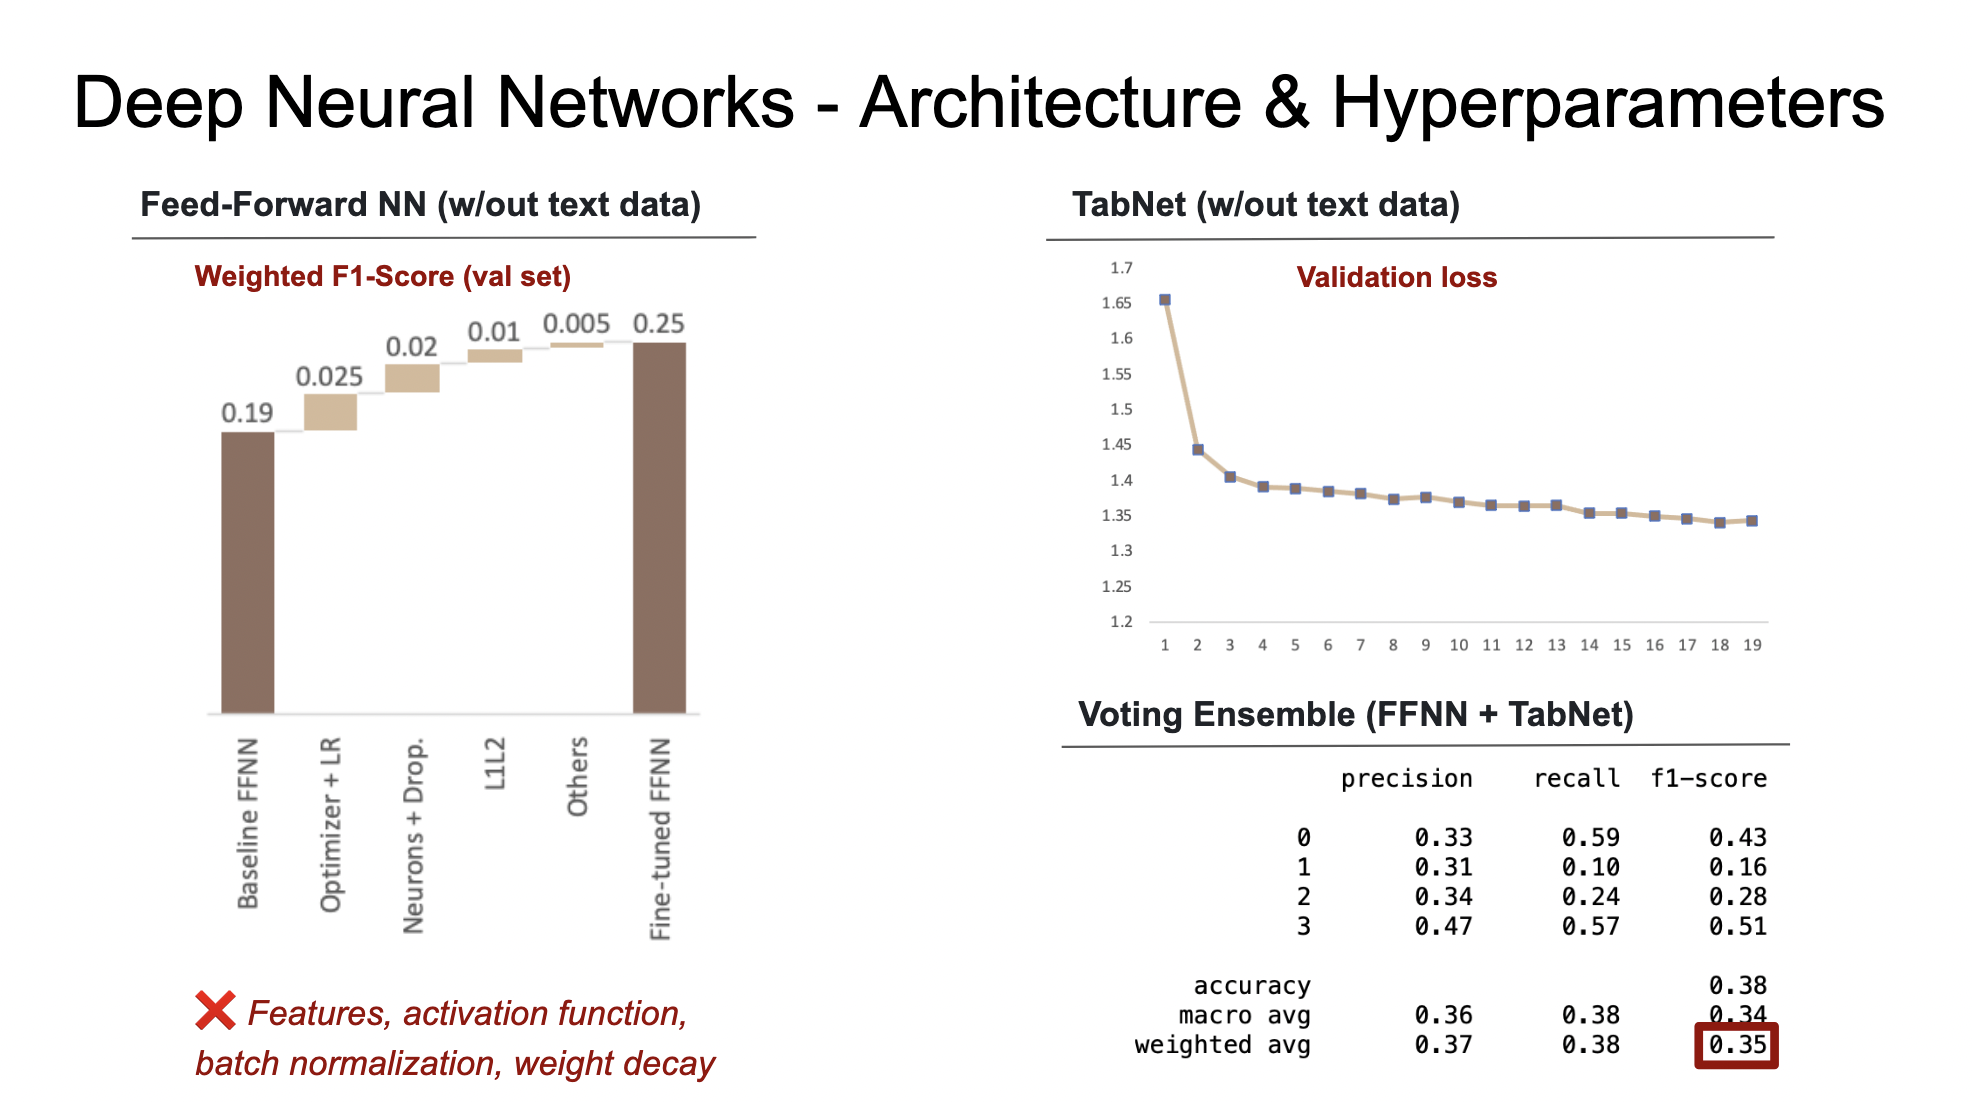 Deep Neural Networks - Architecture & Hyperparameters
Feed-Forward NN (w/out text data)
Weighted F1-Score (val set)
0.19
0.025
0.02
0.01
0.005
0.25
Baseline FFNN
Optimizer + LR
Neurons + Drop.
L1L2
Others
Fine-tuned FFNN
❌ Features, activation function,
batch normalization, weight decay
TabNet (w/out text data)
Validation loss
1.7
1.65
1.6
1.55
1.5
1.45
1.4
1.35
1.3
1.25
1.2
1 2 3 4 5 6 7 8 9 10 11 12 13 14 15 16 17 18 19
Voting Ensemble (FFNN + TabNet)
precision recall f1-score
0 0.33 0.59 0.43
1 0.31 0.10 0.16
2 0.34 0.24 0.28
3 0.47 0.57 0.51
accuracy 0.38
macro avg 0.36 0.38 0.34
weighted avg 0.37 0.38 0.35